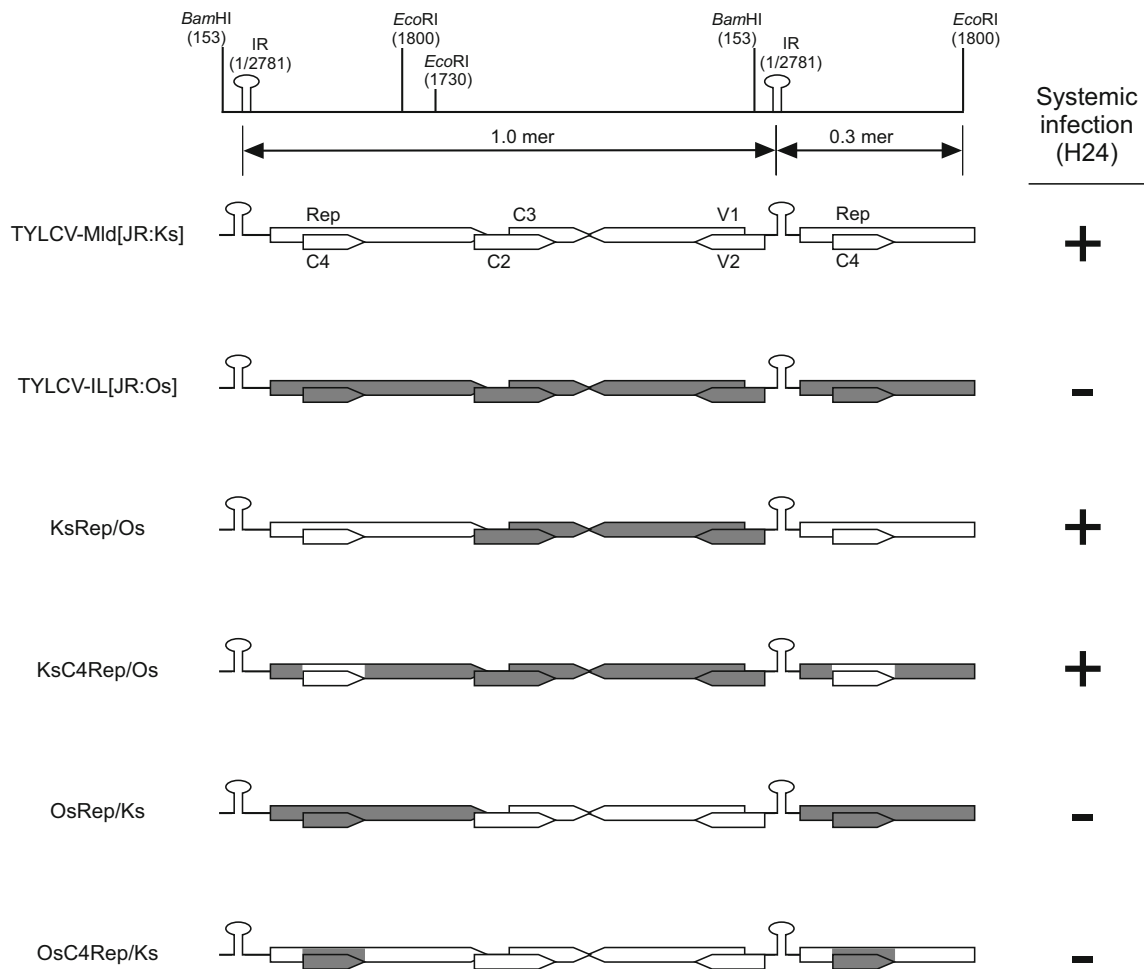 BamHI
(153)
IR
(1/2781)
EcoRI
(1800)
EcoRI
(1730)
BamHI
(153)
IR
(1/2781)
EcoRI
(1800)
Systemic
infection
(H24)
1.0 mer
0.3 mer
TYLCV-Mld[JR:Ks]
Rep
C3
V1
Rep
C4
C2
V2
C4
+
TYLCV-IL[JR:Os]
-
KsRep/Os
+
KsC4Rep/Os
+
OsRep/Ks
-
OsC4Rep/Ks
-